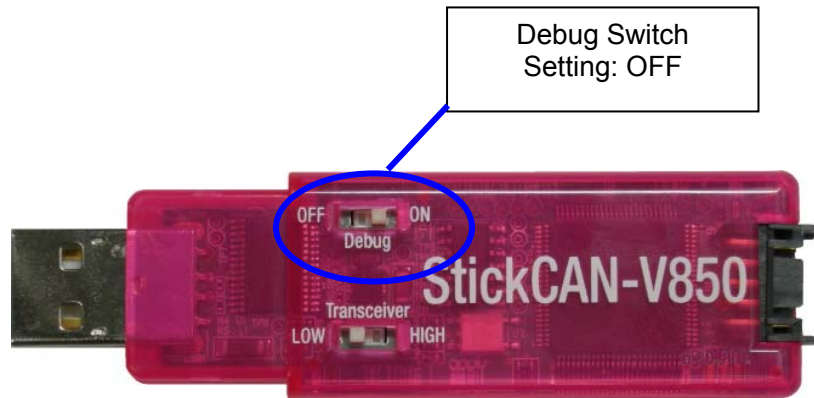 Debug Switch
Setting: OFF
OFF ON
Debug
StickCAN-V850
Transceiver
LOW HIGH